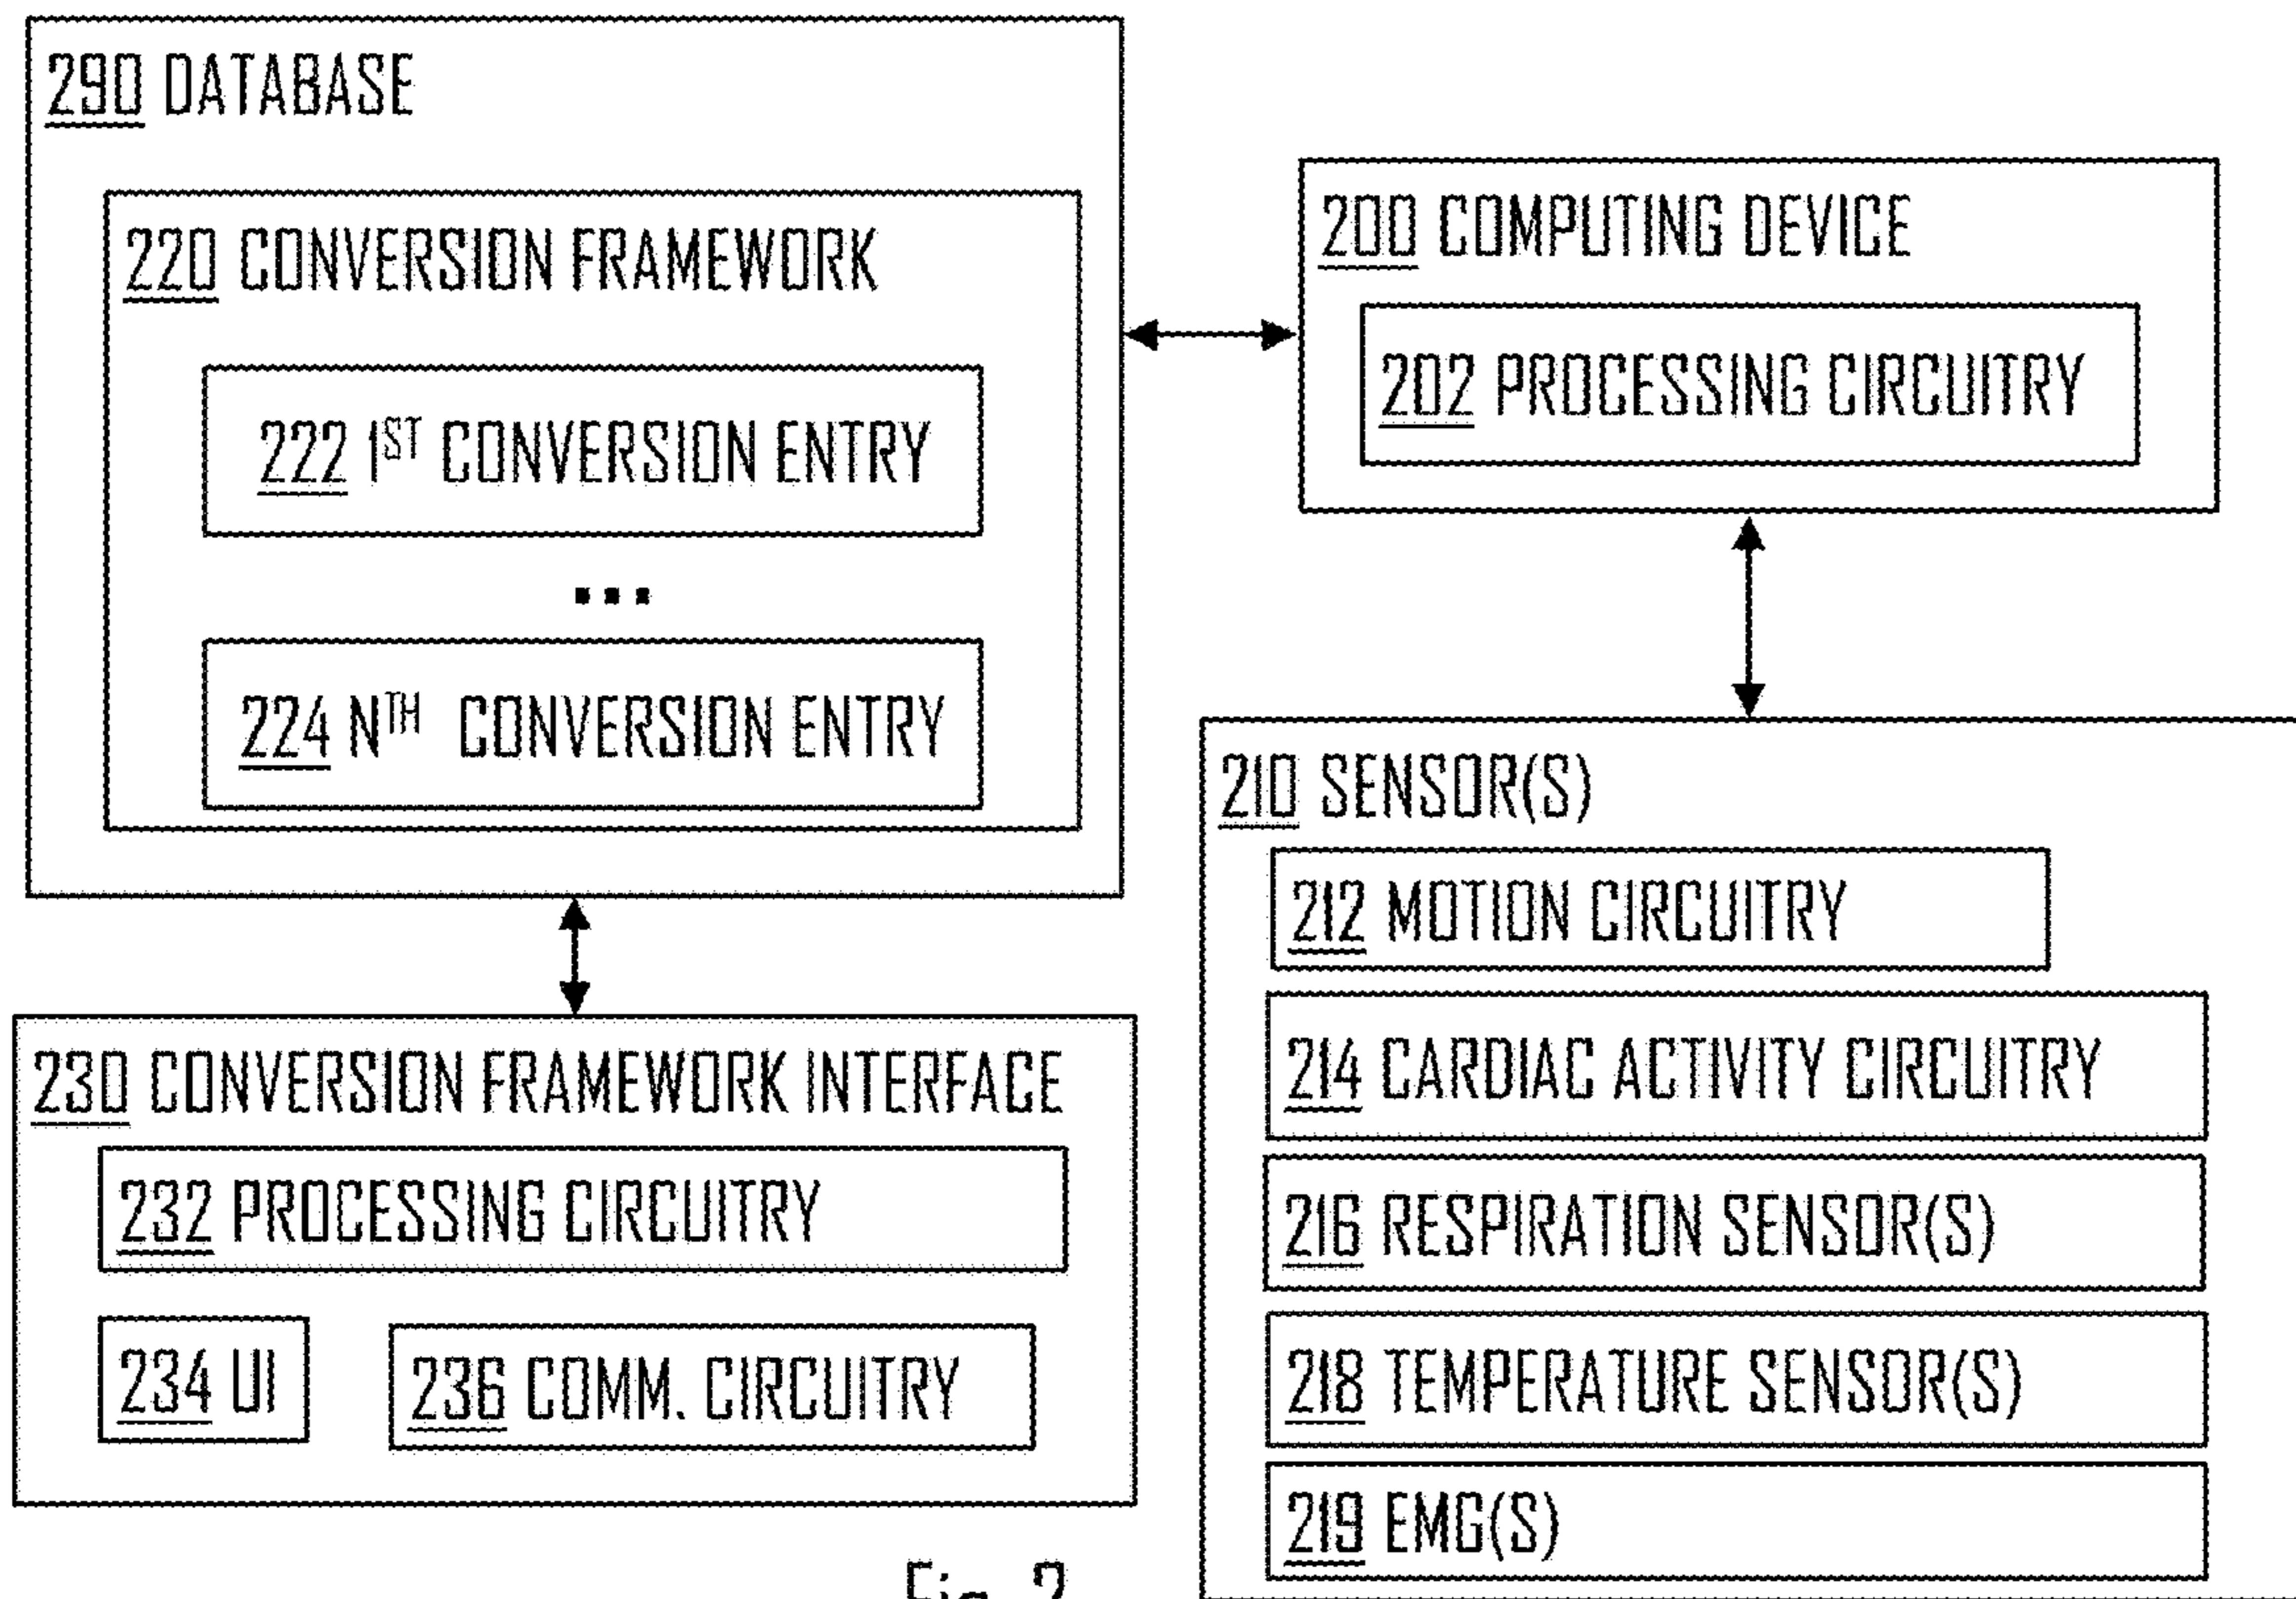 290 DATABASE
220 CONVERSION FRAMEWORK
222 1ST CONVERSION ENTRY
...
224 NTH CONVERSION ENTRY
200 COMPUTING DEVICE
202 PROCESSING CIRCUITRY
230 CONVERSION FRAMEWORK INTERFACE
232 PROCESSING CIRCUITRY
234 UI
236 COMM. CIRCUITRY
210 SENSOR(S)
212 MOTION CIRCUITRY
214 CARDIAC ACTIVITY CIRCUITRY
216 RESPIRATION SENSOR(S)
218 TEMPERATURE SENSOR(S)
219 EMG(S)
Fig. 2